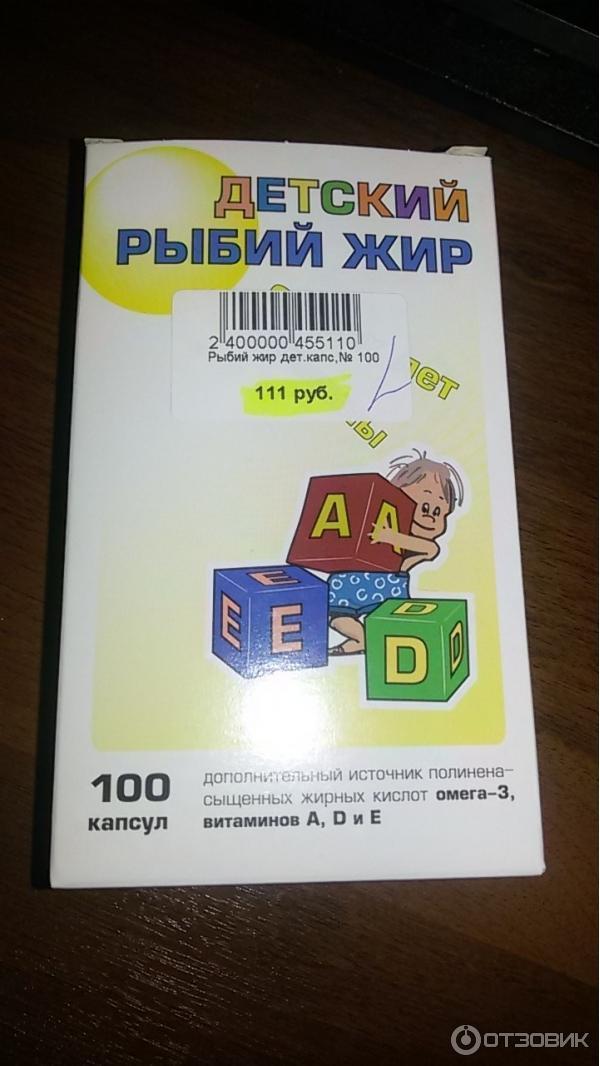 ДЕТСКИЙ
РЫБИЙ ЖИР
2 400000 455110
Рыбий жир дет.капс,№ 100
111 руб.
A A
E E E
D D D
100
капсул
дополнительный источник полинена-
сыщенных жирных кислот омега-3,
витаминов А, D и Е
ОТЗОВИК